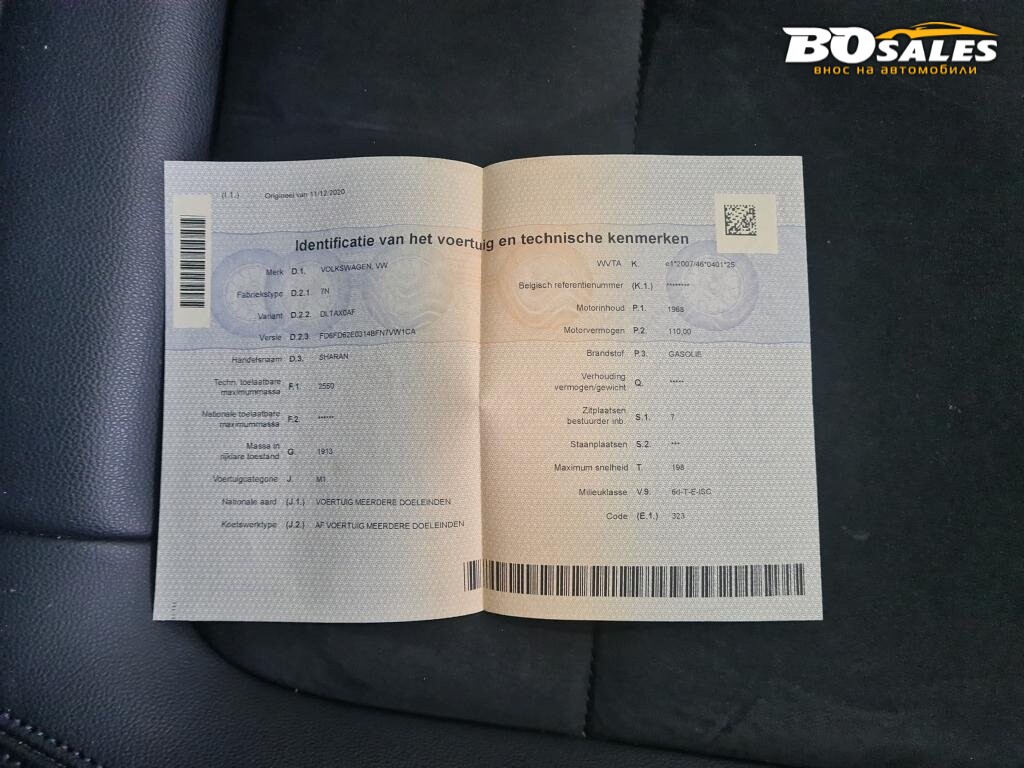 BOSALES
внос на автомобили
(I.1.) Origineel van 11/12/2020
Identificatie van het voertuig en technische kenmerken
Merk D.1. VOLKSWAGEN, VW
Fabriekstype D.2.1. 7N
Variant D.2.2. DLTAX0AF
Versie D.2.3. FD6FD62E0314BFN7VW1CA
Handelsnaam D.3. SHARAN
Techn. toelaatbare
maximummassa F.1. 2550
Nationale toelaatbare
maximummassa F.2. ******
Massa in
rijklare toestand G. 1913
Voertuigcategorie J. M1
Nationale aard (J.1.) VOERTUIG MEERDERE DOELEINDEN
Koetswerktype (J.2.) AF VOERTUIG MEERDERE DOELEINDEN
WVTA K. e1*2007/46*0401*25
Belgisch referentienummer (K.1.) ********
Motorinhoud P.1. 1968
Motorvermogen P.2. 110,00
Brandstof P.3. GASOLIE
Verhouding
vermogen/gewicht Q. *****
Zitplaatsen
bestuurder inb. S.1. 7
Staanplaatsen S.2. ***
Maximum snelheid T. 198
Milieuklasse V.9. 6d-T-E-ISC
Code (E.1.) 323